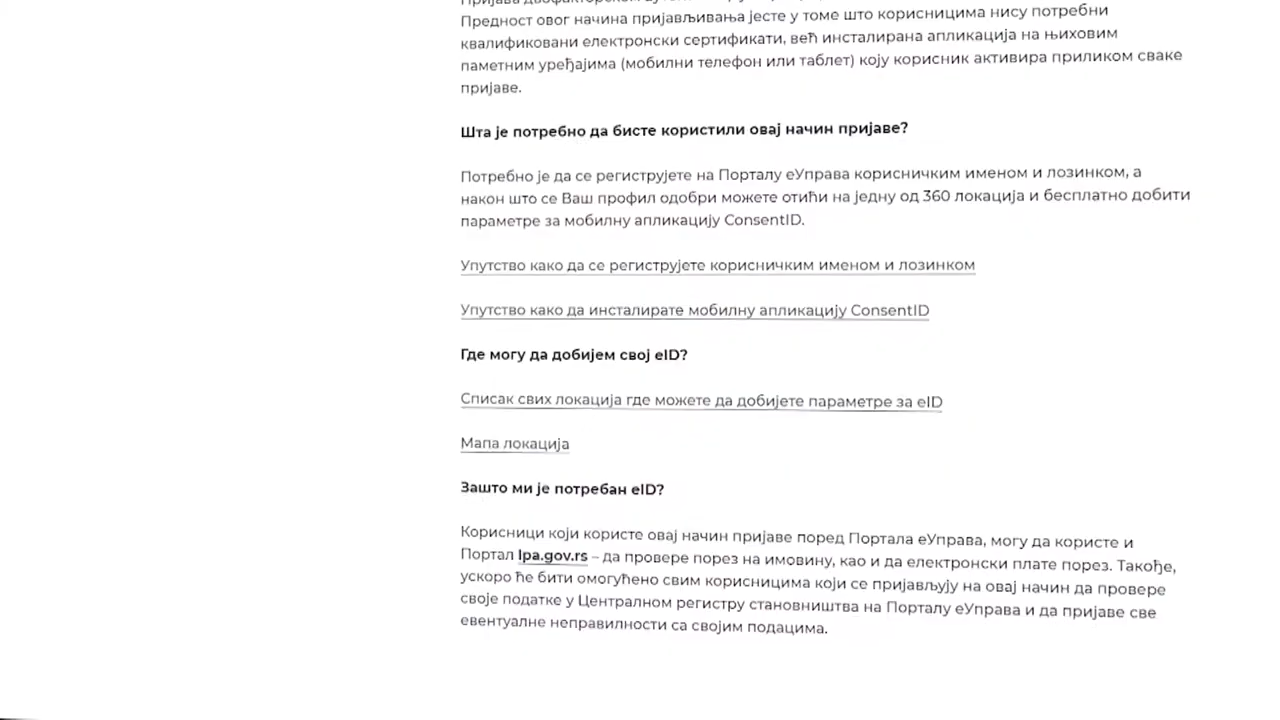 Предност овог начина пријављивања јесте у томе што корисницима нису потребни
квалификовани електронски сертификати, већ инсталирана апликација на њиховим
паметним уређајима (мобилни телефон или таблет) коју корисник активира приликом сваке
пријаве.
Шта је потребно да бисте користили овај начин пријаве?
Потребно је да се региструјете на Порталу еУправа корисничким именом и лозинком, а
након што се Ваш профил одобри можете отићи на једну од 360 локација и бесплатно добити
параметре за мобилну апликацију ConsentID.
Упутство како да се региструјете корисничким именом и лозинком
Упутство како да инсталирате мобилну апликацију ConsentID
Где могу да добијем свој eID?
Списак свих локација где можете да добијете параметре за eID
Мапа локација
Зашто ми је потребан eID?
Корисници који користе овај начин пријаве поред Портала еУправа, могу да користе и
Портал lpa.gov.rs – да провере порез на имовину, као и да електронски плате порез. Такође,
ускоро ће бити омогућено свим корисницима који се пријављују на овај начин да провере
своје податке у Централном регистру становништва на Порталу еУправа и да пријаве све
евентуалне неправилности са својим подацима.